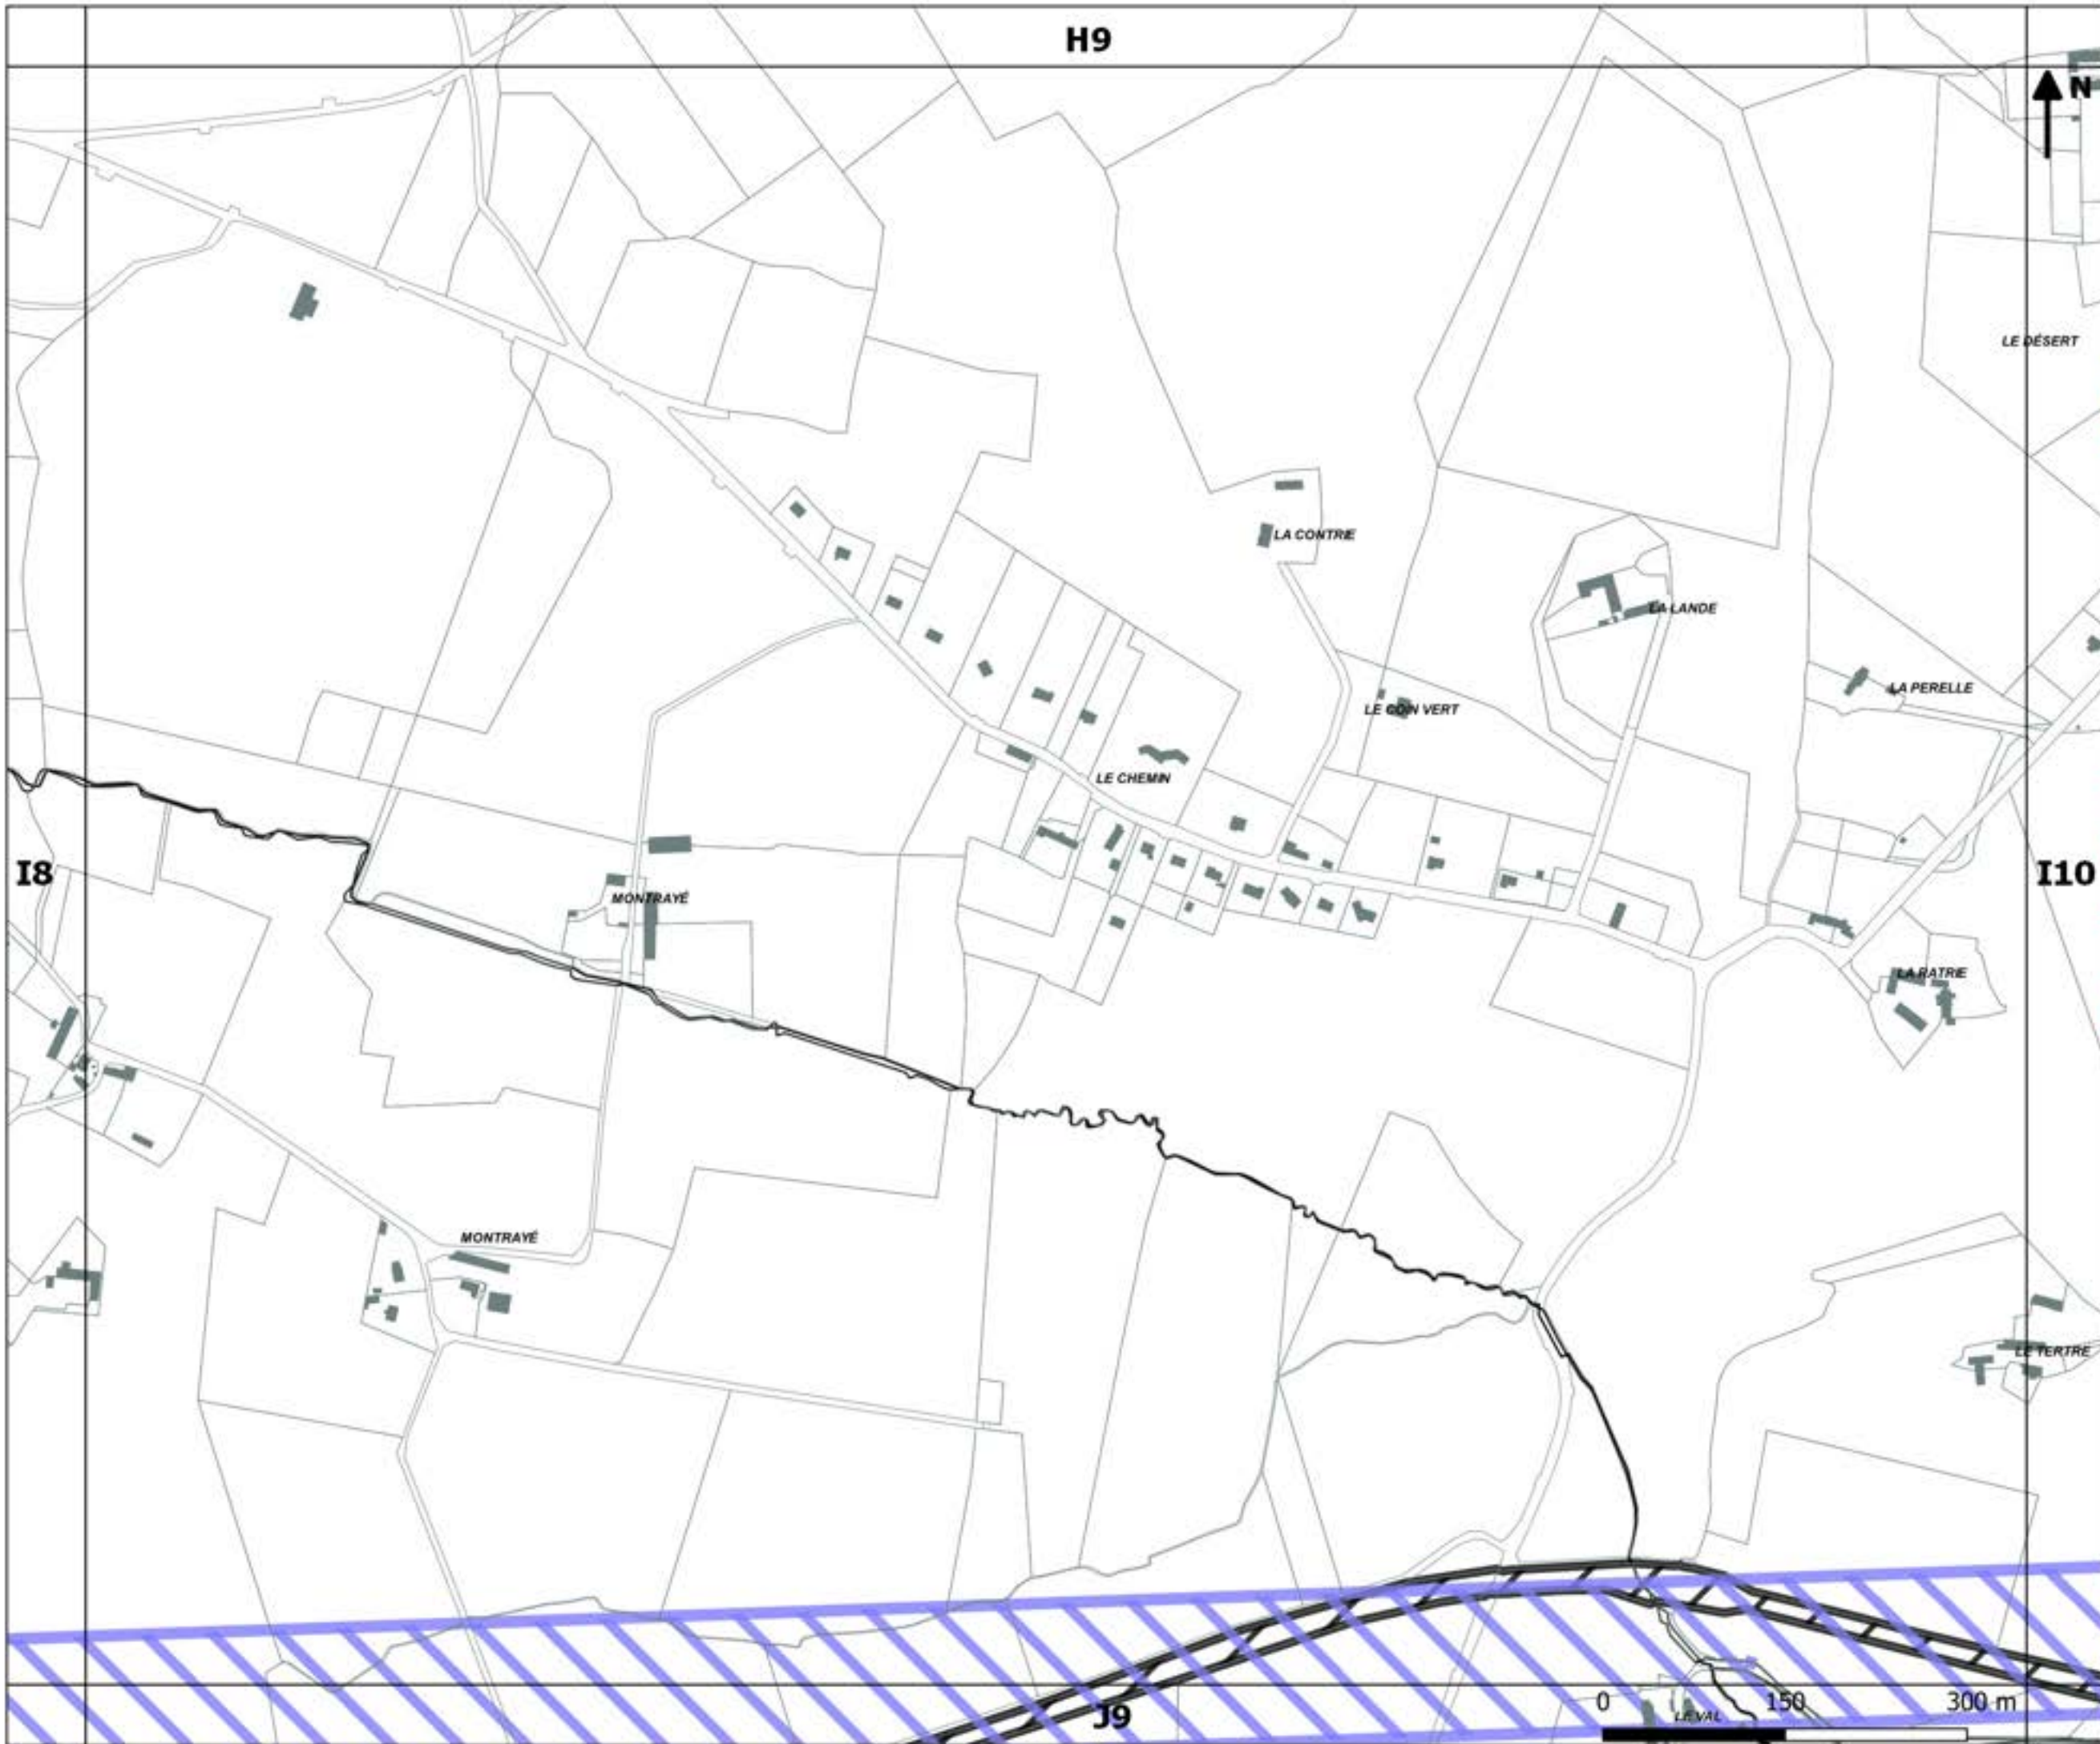 H9
N
LE DÉSERT
LA CONTRIE
LA LANDE
LA PERELLE
LE COIN VERT
LE CHEMIN
I8
I10
MONTRAYÉ
LA RATRIE
MONTRAYÉ
LE TERTRE
0 150 300 m
LE VAL
J9